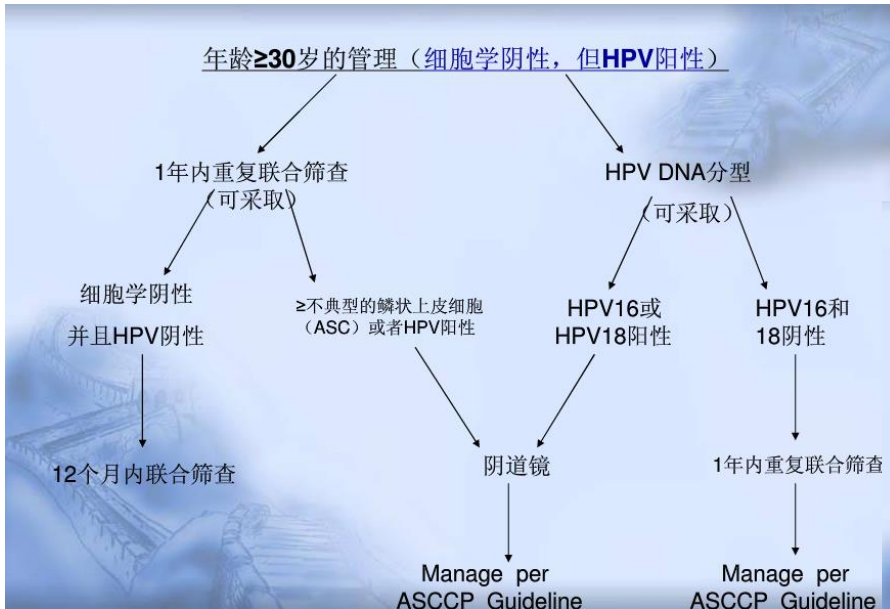 年龄≥30岁的管理（细胞学阴性，但HPV阳性）
1年内重复联合筛查
（可采取）
HPV DNA分型
（可采取）
细胞学阴性
并且HPV阴性
≥不典型的鳞状上皮细胞
（ASC）或者HPV阳性
HPV16或
HPV18阳性
HPV16和
18阴性
12个月内联合筛查
阴道镜
1年内重复联合筛查
Manage per
ASCCP Guideline
Manage per
ASCCP Guideline